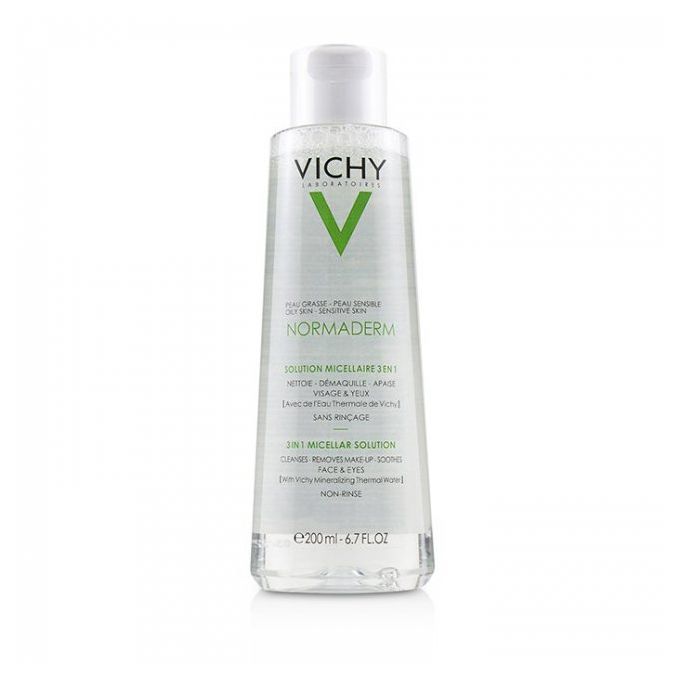 VICHY
LABORATOIRES
PEAU GRASSE - PEAU SENSIBLE
OILY SKIN - SENSITIVE SKIN
NORMADERM
SOLUTION MICELLAIRE 3 EN 1
NETTOIE - DÉMAQUILLE - APAISE
VISAGE & YEUX
[Avec de l'Eau Thermale de Vichy]
SANS RINÇAGE
3 IN 1 MICELLAR SOLUTION
CLEANSES - REMOVES MAKE-UP - SOOTHES
FACE & EYES
[With Vichy Mineralizing Thermal Water]
NON-RINSE
℮200 ml - 6.7 FL.OZ